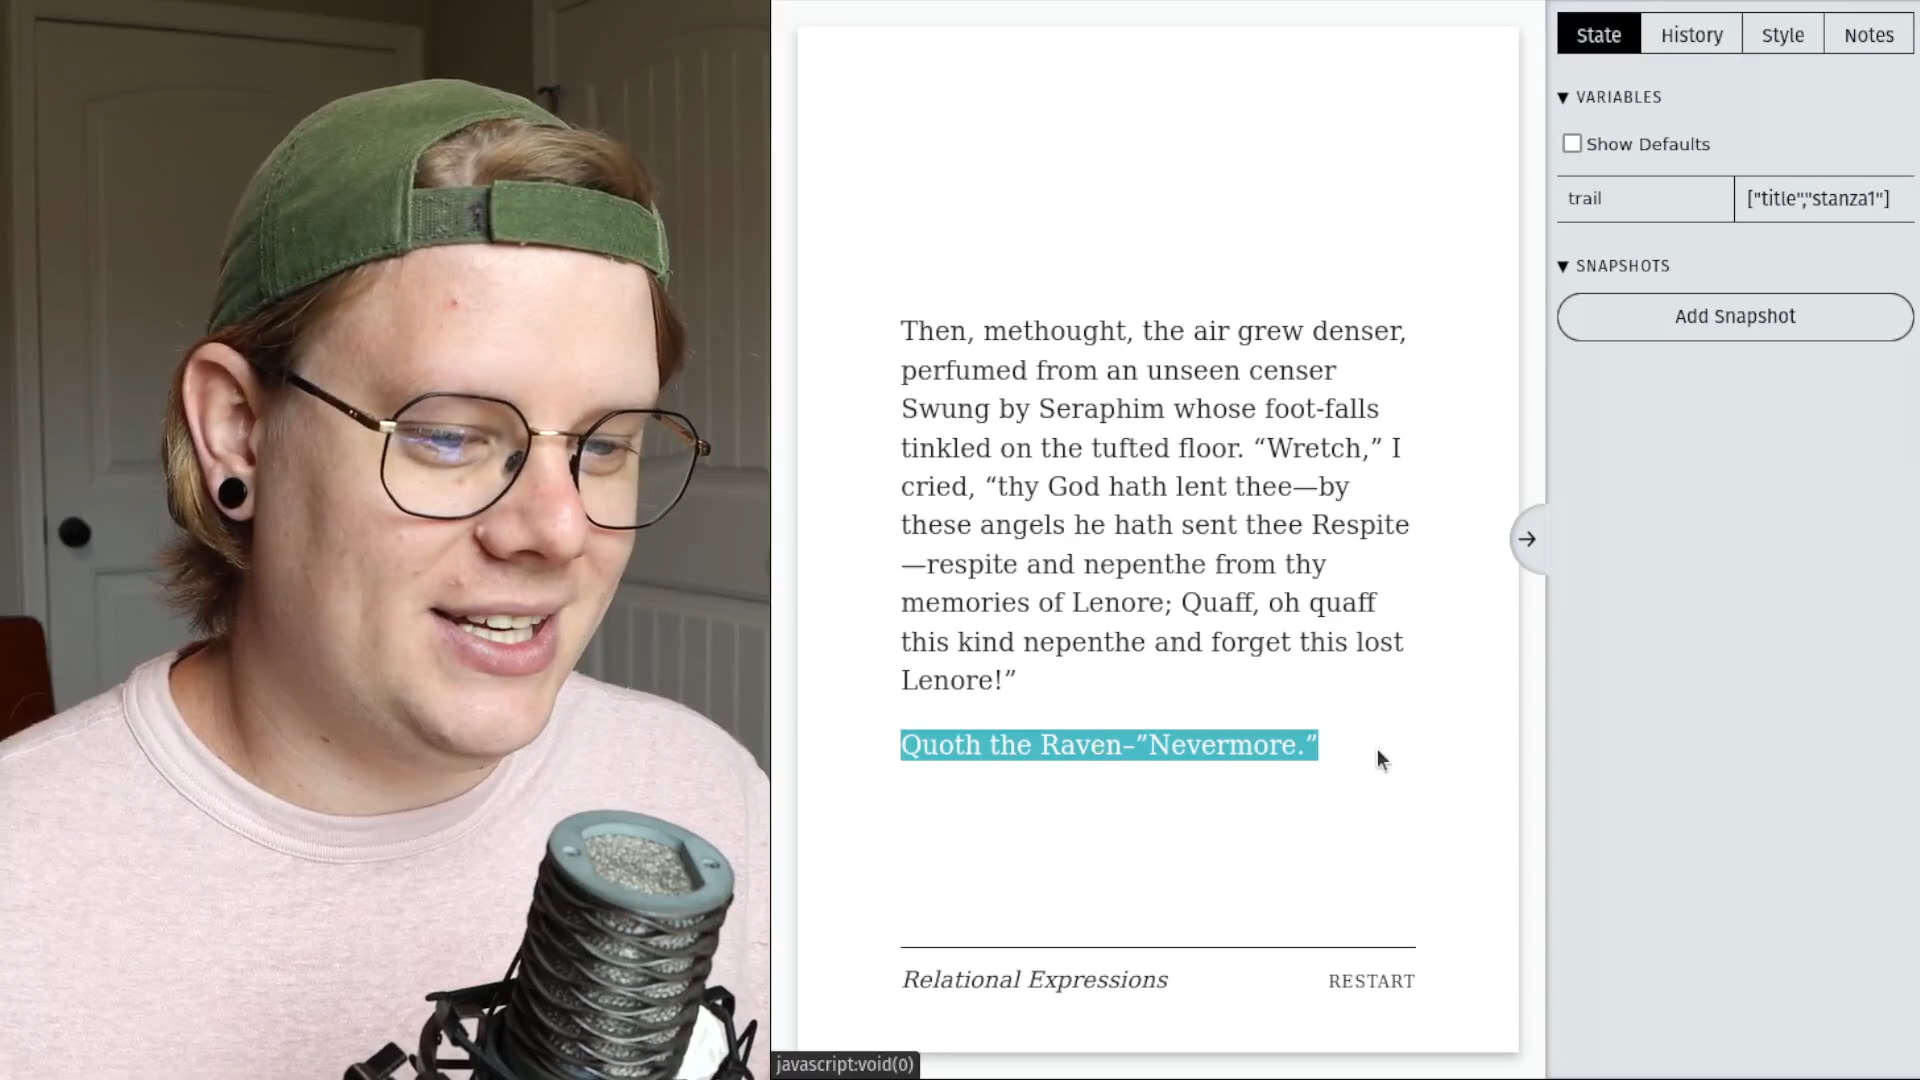 State History Style Notes
▼ VARIABLES
Show Defaults
trail ["title","stanza1"]
▼ SNAPSHOTS
Add Snapshot
Then, methought, the air grew denser,
perfumed from an unseen censer
Swung by Seraphim whose foot-falls
tinkled on the tufted floor. “Wretch,” I
cried, “thy God hath lent thee—by
these angels he hath sent thee Respite
—respite and nepenthe from thy
memories of Lenore; Quaff, oh quaff
this kind nepenthe and forget this lost
Lenore!”
Quoth the Raven–”Nevermore.”
→
Relational Expressions RESTART
javascript:void(0)